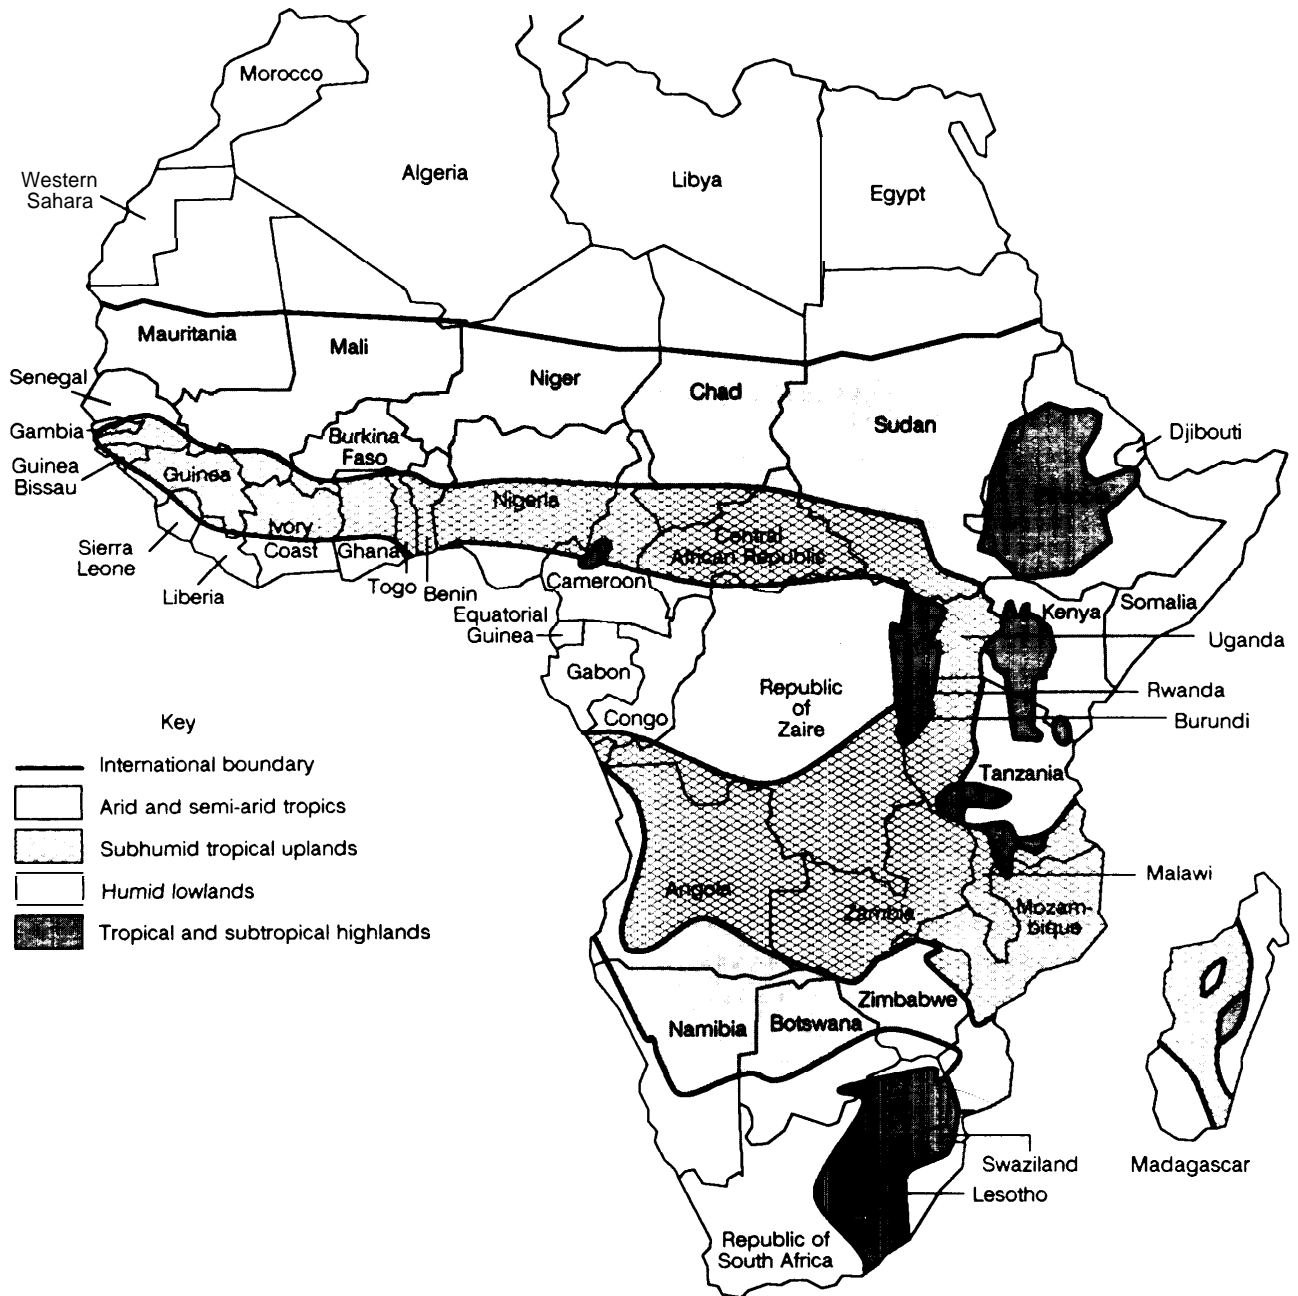 Morocco
Algeria
Libya
Egypt
Western
Sahara
Mauritania
Mali
Niger
Chad
Sudan
Senegal
Gambia
Guinea
Bissau
Guinea
Burkina
Faso
Djibouti
Nigeria
Ivory
Coast
Ghana
Central
African Republic
Sierra
Leone
Liberia
Togo
Benin
Cameroon
Equatorial
Guinea
Kenya
Somalia
Uganda
Gabon
Congo
Republic
of
Zaire
Rwanda
Burundi
Tanzania
Key
International boundary
Arid and semi-arid tropics
Subhumid tropical uplands
Humid lowlands
Tropical and subtropical highlands
Malawi
Angola
Zambia
Mozam-
bique
Zimbabwe
Namibia
Botswana
Swaziland
Lesotho
Madagascar
Republic of
South Africa